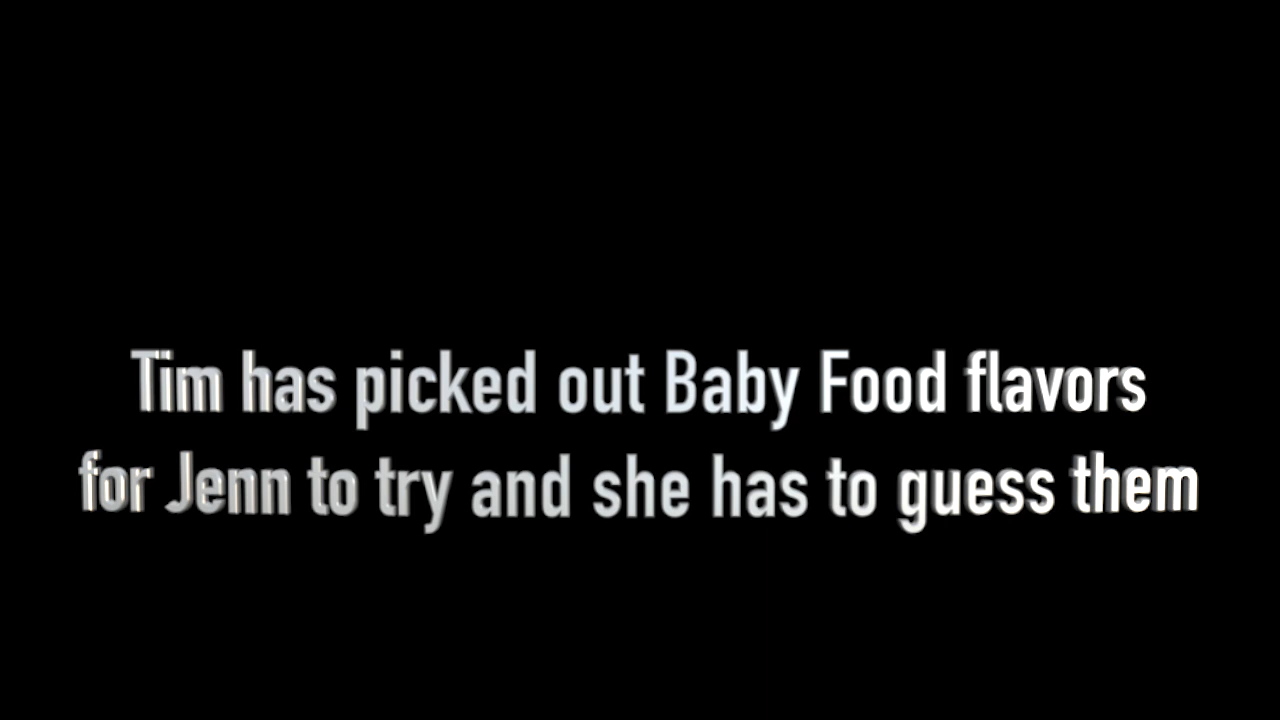 Tim has picked out Baby Food flavors
for Jenn to try and she has to guess them